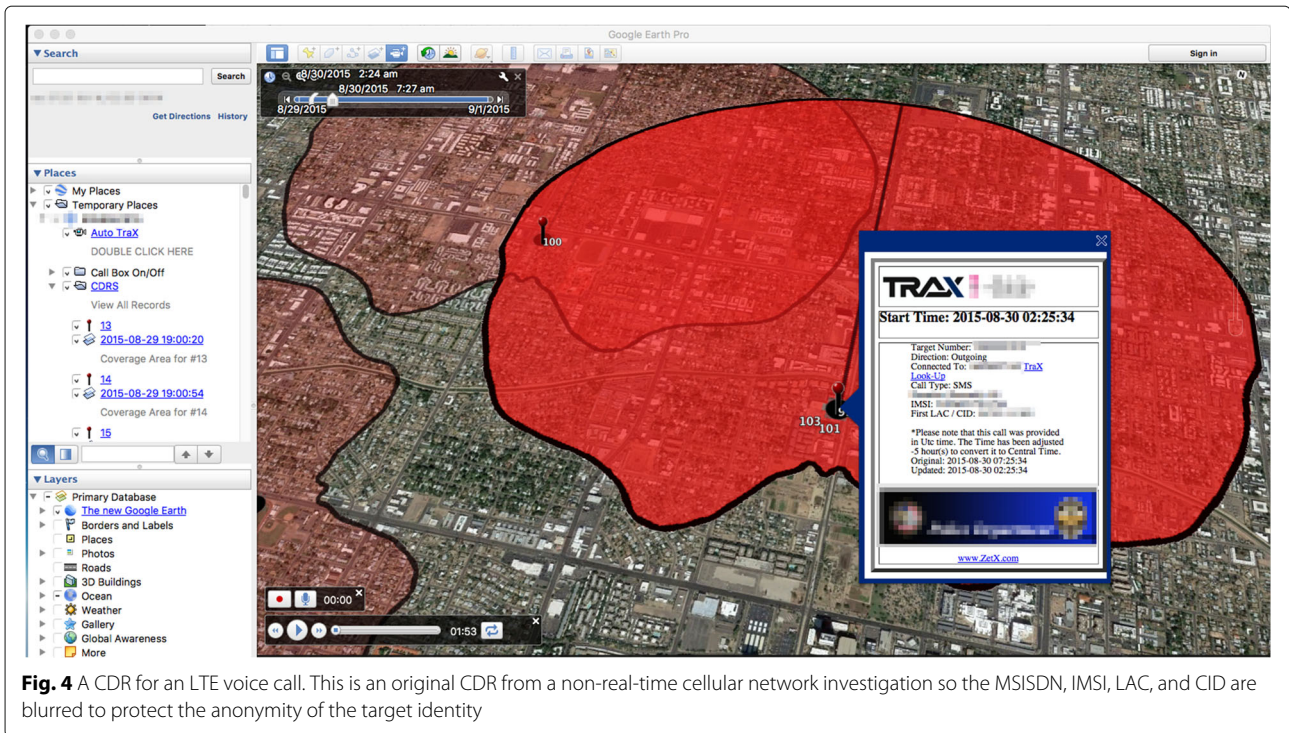 Google Earth Pro
▼ Search
Search
Get Directions History
▼ Places
My Places
Temporary Places
Auto TraX
DOUBLE CLICK HERE
Call Box On/Off
CDRS
View All Records
13
2015-08-29 19:00:20
Coverage Area for #13
14
2015-08-29 19:00:54
Coverage Area for #14
15
▼ Layers
Primary Database
The new Google Earth
Borders and Labels
Places
Photos
Roads
3D Buildings
Ocean
Weather
Gallery
Global Awareness
More
Sign in
8/30/2015 2:24 am
8/30/2015 7:27 am
8/29/2015 9/1/2015
N
100
103
101
9
TRAX
Start Time: 2015-08-30 02:25:34
Target Number:
Direction: Outgoing
Connected To: TraX
Look-Up
Call Type: SMS
IMSI:
First LAC / CID:
*Please note that this call was provided
in Utc time. The Time has been adjusted
-5 hour(s) to convert it to Central Time.
Original: 2015-08-30 07:25:34
Updated: 2015-08-30 02:25:34
Police Department
www.ZetX.com
00:00
01:53
Fig. 4 A CDR for an LTE voice call. This is an original CDR from a non-real-time cellular network investigation so the MSISDN, IMSI, LAC, and CID are
blurred to protect the anonymity of the target identity